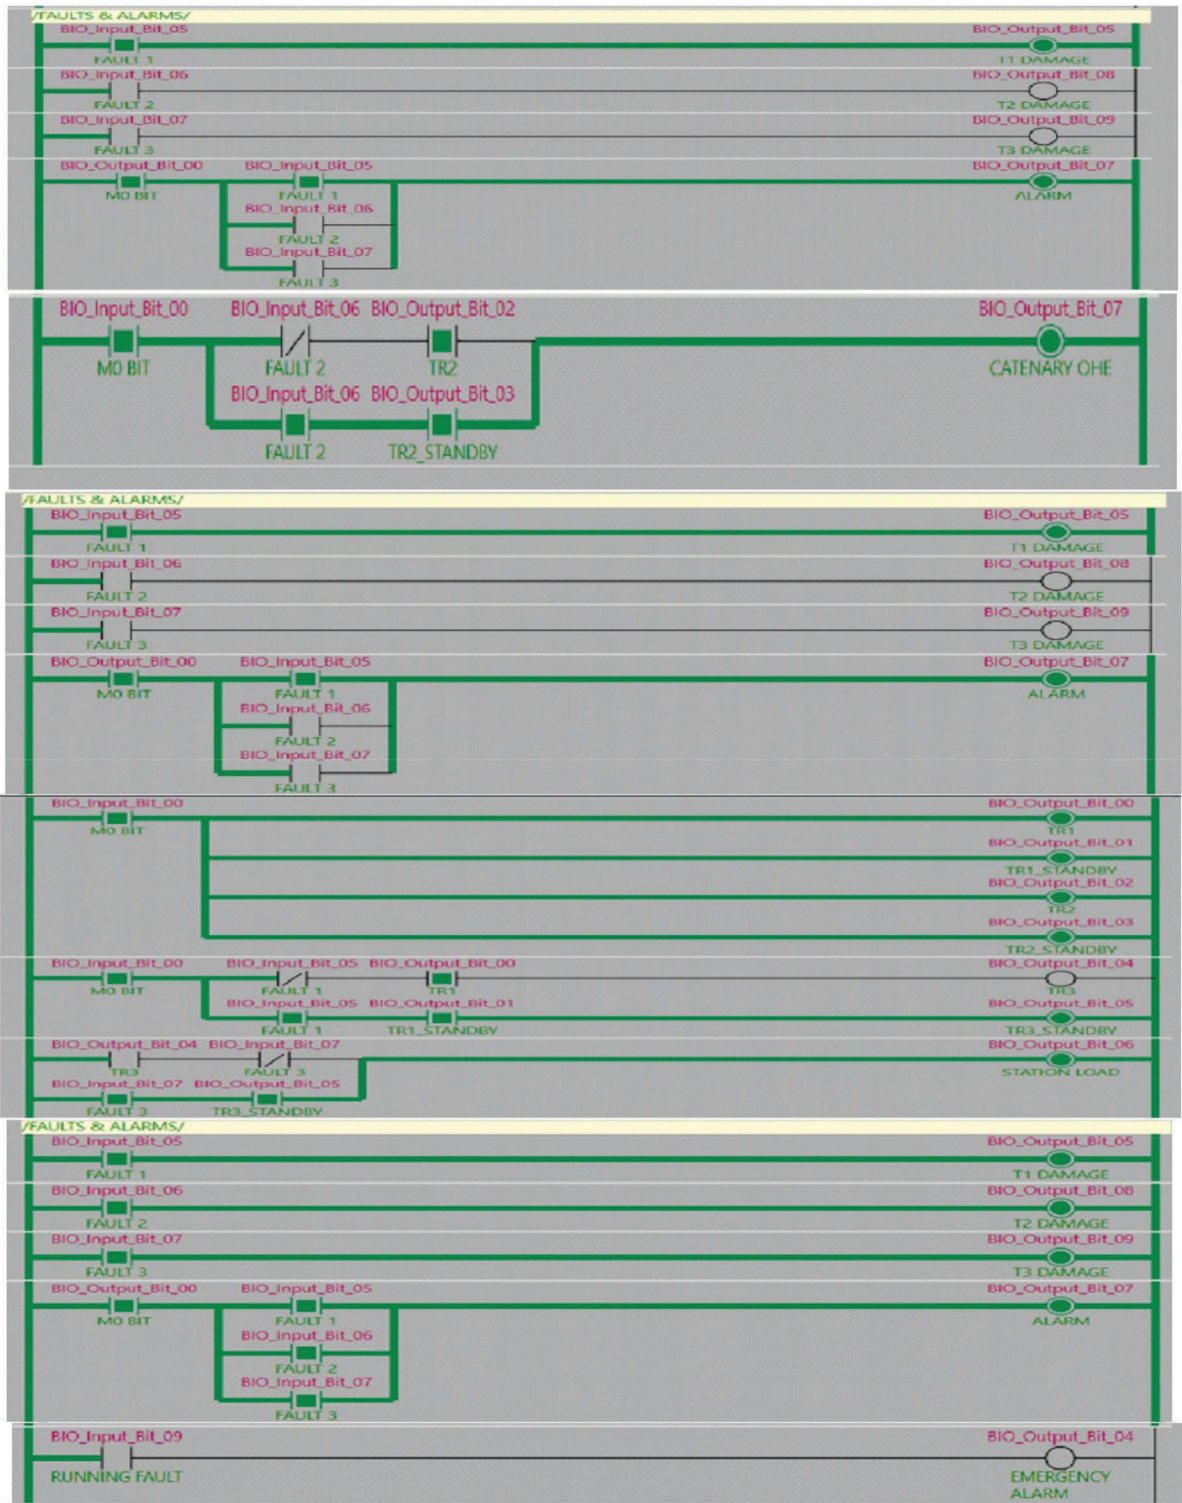 /FAULTS & ALARMS/
BIO_Input_Bit_05 BIO_Output_Bit_05
FAULT 1 T1 DAMAGE
BIO_Input_Bit_06 BIO_Output_Bit_08
FAULT 2 T2 DAMAGE
BIO_Input_Bit_07 BIO_Output_Bit_09
FAULT 3 T3 DAMAGE
BIO_Output_Bit_00 BIO_Input_Bit_05 BIO_Output_Bit_07
M0 BIT FAULT 1 ALARM
BIO_Input_Bit_06
FAULT 2
BIO_Input_Bit_07
FAULT 3
BIO_Input_Bit_00 BIO_Input_Bit_06 BIO_Output_Bit_02 BIO_Output_Bit_07
M0 BIT FAULT 2 TR2 CATENARY OHE
BIO_Input_Bit_06 BIO_Output_Bit_03
FAULT 2 TR2_STANDBY
/FAULTS & ALARMS/
BIO_Input_Bit_05 BIO_Output_Bit_05
FAULT 1 T1 DAMAGE
BIO_Input_Bit_06 BIO_Output_Bit_08
FAULT 2 T2 DAMAGE
BIO_Input_Bit_07 BIO_Output_Bit_09
FAULT 3 T3 DAMAGE
BIO_Output_Bit_00 BIO_Input_Bit_05 BIO_Output_Bit_07
M0 BIT FAULT 1 ALARM
BIO_Input_Bit_06
FAULT 2
BIO_Input_Bit_07
FAULT 3
BIO_Input_Bit_00 BIO_Output_Bit_00
M0 BIT TR1
BIO_Output_Bit_01
TR1_STANDBY
BIO_Output_Bit_02
TR2
BIO_Output_Bit_03
TR2_STANDBY
BIO_Input_Bit_00 BIO_Input_Bit_05 BIO_Output_Bit_00 BIO_Output_Bit_04
M0 BIT FAULT 1 TR1 TR3
BIO_Input_Bit_05 BIO_Output_Bit_01 BIO_Output_Bit_05
FAULT 1 TR1_STANDBY TR3_STANDBY
BIO_Output_Bit_04 BIO_Input_Bit_07 BIO_Output_Bit_06
TR3 FAULT 3 STATION LOAD
BIO_Input_Bit_07 BIO_Output_Bit_05
FAULT 3 TR3_STANDBY
/FAULTS & ALARMS/
BIO_Input_Bit_05 BIO_Output_Bit_05
FAULT 1 T1 DAMAGE
BIO_Input_Bit_06 BIO_Output_Bit_08
FAULT 2 T2 DAMAGE
BIO_Input_Bit_07 BIO_Output_Bit_09
FAULT 3 T3 DAMAGE
BIO_Output_Bit_00 BIO_Input_Bit_05 BIO_Output_Bit_07
M0 BIT FAULT 1 ALARM
BIO_Input_Bit_06
FAULT 2
BIO_Input_Bit_07
FAULT 3
BIO_Input_Bit_09 BIO_Output_Bit_04
RUNNING FAULT EMERGENCY
ALARM